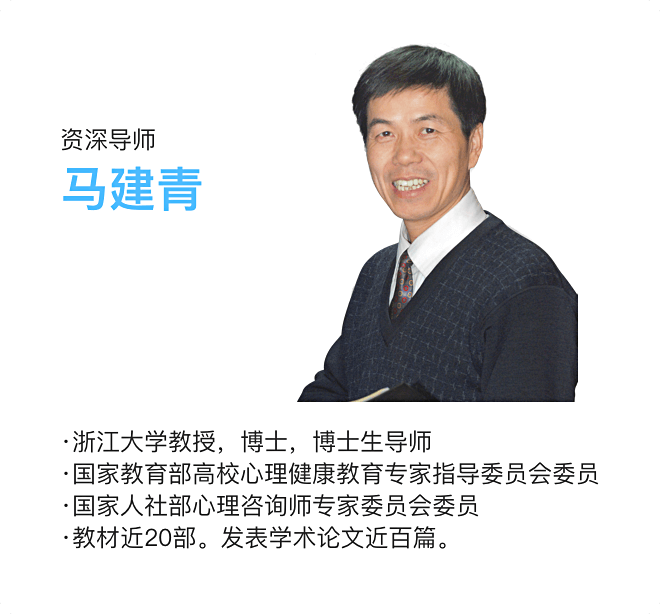 资深导师
马建青
·浙江大学教授，博士，博士生导师
·国家教育部高校心理健康教育专家指导委员会委员
·国家人社部心理咨询师专家委员会委员
·教材近20部。发表学术论文近百篇。